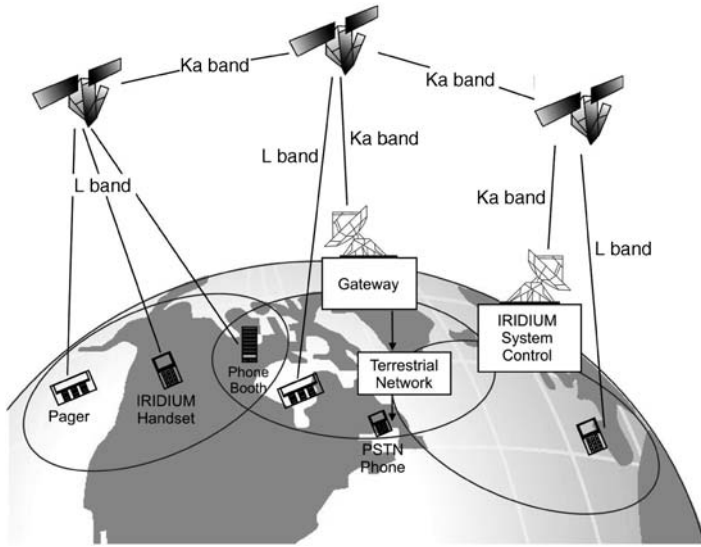 Ka band
Ka band
L band
Ka band
L band
Ka band
L band
Gateway
IRIDIUM
System
Control
Terrestrial
Network
Phone
Booth
IRIDIUM
Handset
Pager
PSTN
Phone